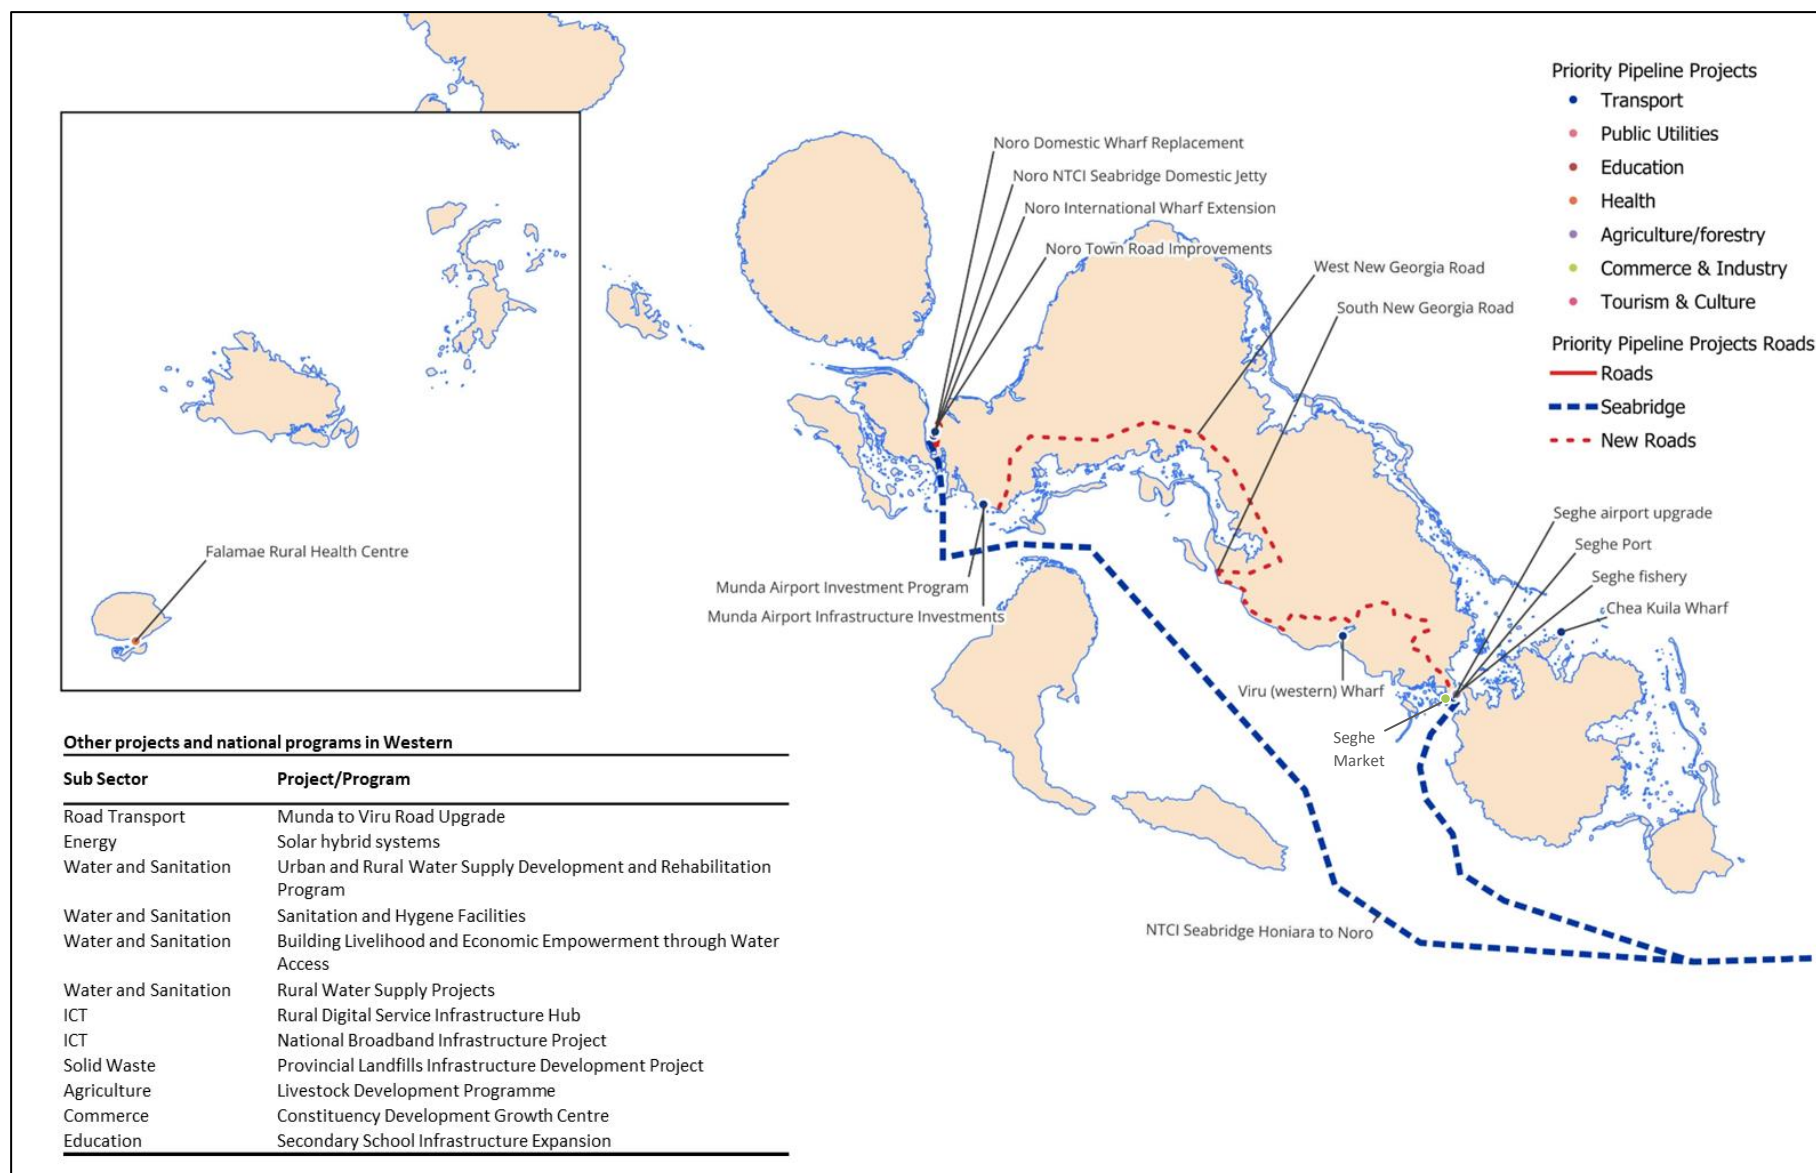 Priority Pipeline Projects
Transport
Public Utilities
Education
Health
Agriculture/forestry
Commerce & Industry
Tourism & Culture
Priority Pipeline Projects Roads
Roads
Seabridge
New Roads
Noro Domestic Wharf Replacement
Noro NTCI Seabridge Domestic Jetty
Noro International Wharf Extension
Noro Town Road Improvements
West New Georgia Road
South New Georgia Road
Seghe airport upgrade
Seghe Port
Seghe fishery
Chea Kuila Wharf
Falamae Rural Health Centre
Munda Airport Investment Program
Munda Airport Infrastructure Investments
Viru (western) Wharf
Seghe
Market
NTCI Seabridge Honiara to Noro
Other projects and national programs in Western
Sub Sector Project/Program
Road Transport Munda to Viru Road Upgrade
Energy Solar hybrid systems
Water and Sanitation Urban and Rural Water Supply Development and Rehabilitation
Program
Water and Sanitation Sanitation and Hygene Facilities
Water and Sanitation Building Livelihood and Economic Empowerment through Water
Access
Water and Sanitation Rural Water Supply Projects
ICT Rural Digital Service Infrastructure Hub
ICT National Broadband Infrastructure Project
Solid Waste Provincial Landfills Infrastructure Development Project
Agriculture Livestock Development Programme
Commerce Constituency Development Growth Centre
Education Secondary School Infrastructure Expansion